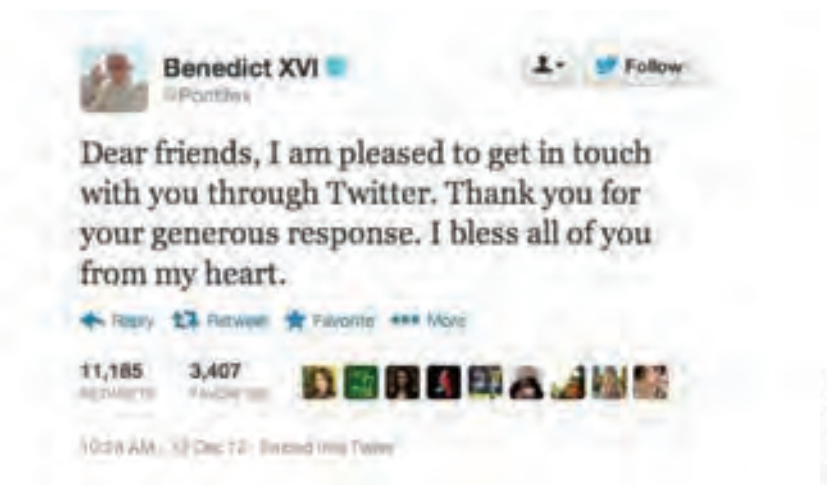 Benedict XVI
@Pontifex
Follow
Dear friends, I am pleased to get in touch
with you through Twitter. Thank you for
your generous response. I bless all of you
from my heart.
Reply Retweet Favorite More
11,185 3,407
RETWEETS FAVORITES
AM · 12 Dec 12 ·